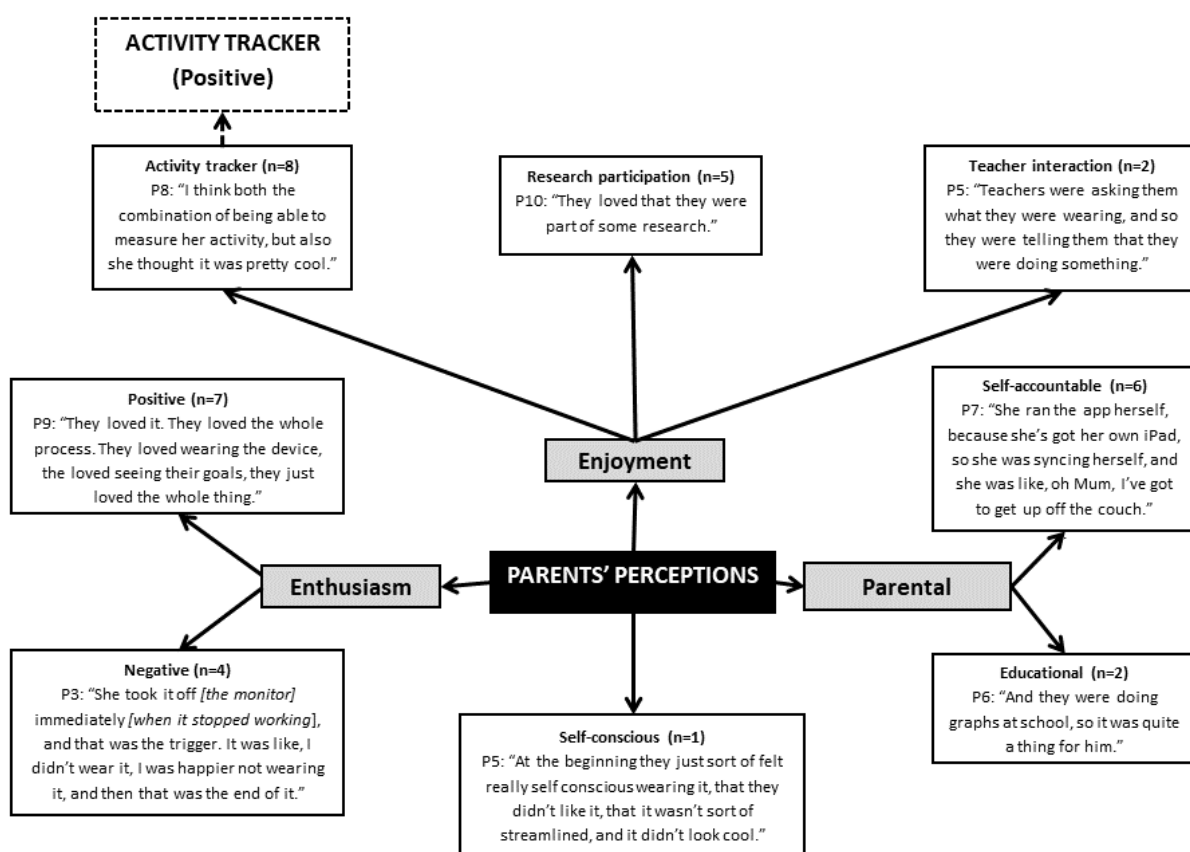 ACTIVITY TRACKER
(Positive)
Activity tracker (n=8)
P8: “I think both the
combination of being able to
measure her activity, but also
she thought it was pretty cool.”
Research participation (n=5)
P10: “They loved that they were
part of some research.”
Teacher interaction (n=2)
P5: “Teachers were asking them
what they were wearing, and so
they were telling them that they
were doing something.”
Positive (n=7)
P9: “They loved it. They loved the whole
process. They loved wearing the device,
the loved seeing their goals, they just
loved the whole thing.”
Enjoyment
Self-accountable (n=6)
P7: “She ran the app herself,
because she’s got her own iPad,
so she was syncing herself, and
she was like, oh Mum, I’ve got
to get up off the couch.”
Enthusiasm
PARENTS’ PERCEPTIONS
Parental
Negative (n=4)
P3: “She took it off [the monitor]
immediately [when it stopped working],
and that was the trigger. It was like, I
didn’t wear it, I was happier not wearing
it, and then that was the end of it.”
Self-conscious (n=1)
P5: “At the beginning they just sort of felt
really self conscious wearing it, that they
didn’t like it, that it wasn’t sort of
streamlined, and it didn’t look cool.”
Educational (n=2)
P6: “And they were doing
graphs at school, so it was quite
a thing for him.”